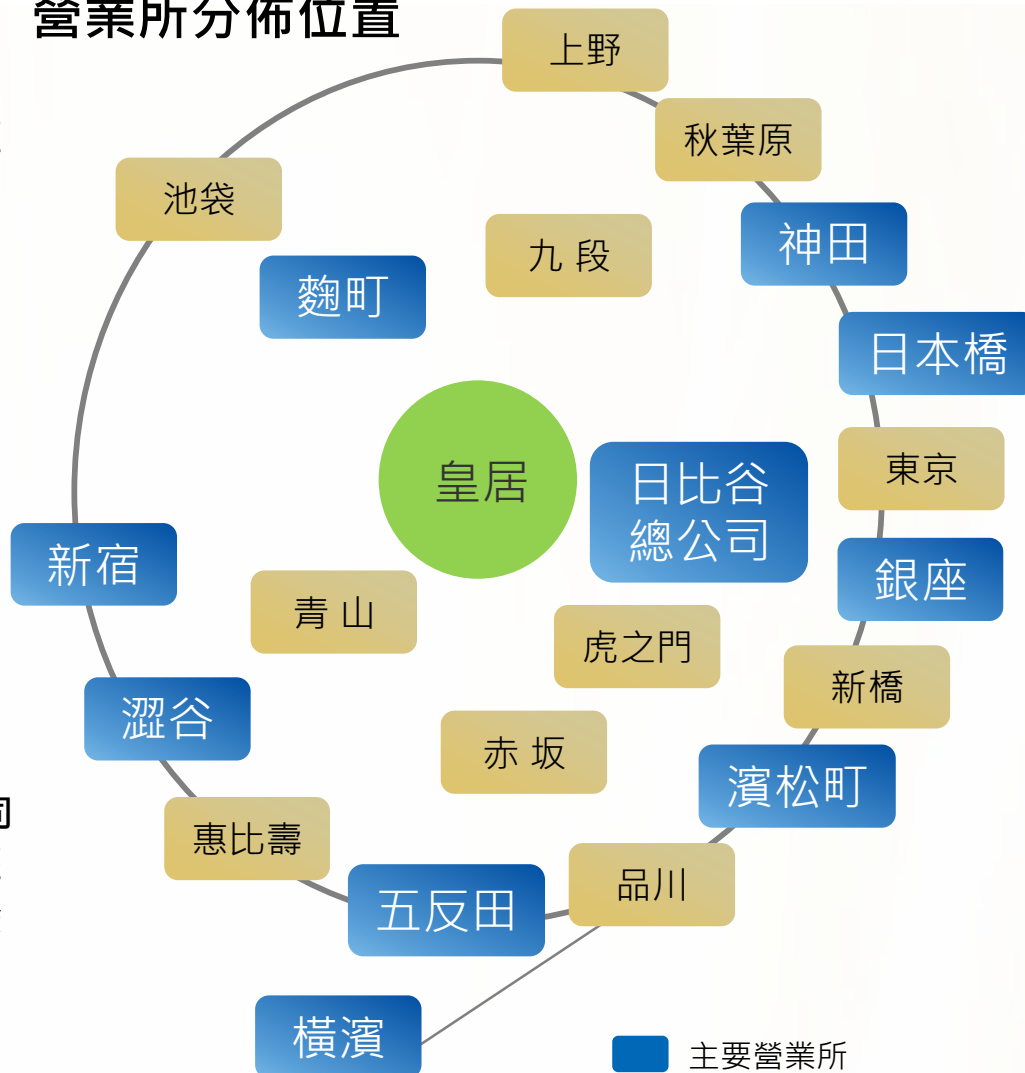 營業所分佈位置
上野
秋葉原
池袋
九 段
神田
麴町
日本橋
皇居
日比谷
總公司
東京
新宿
銀座
青 山
虎之門
新橋
澀谷
赤 坂
濱松町
惠比壽
品川
五反田
橫濱
主要營業所